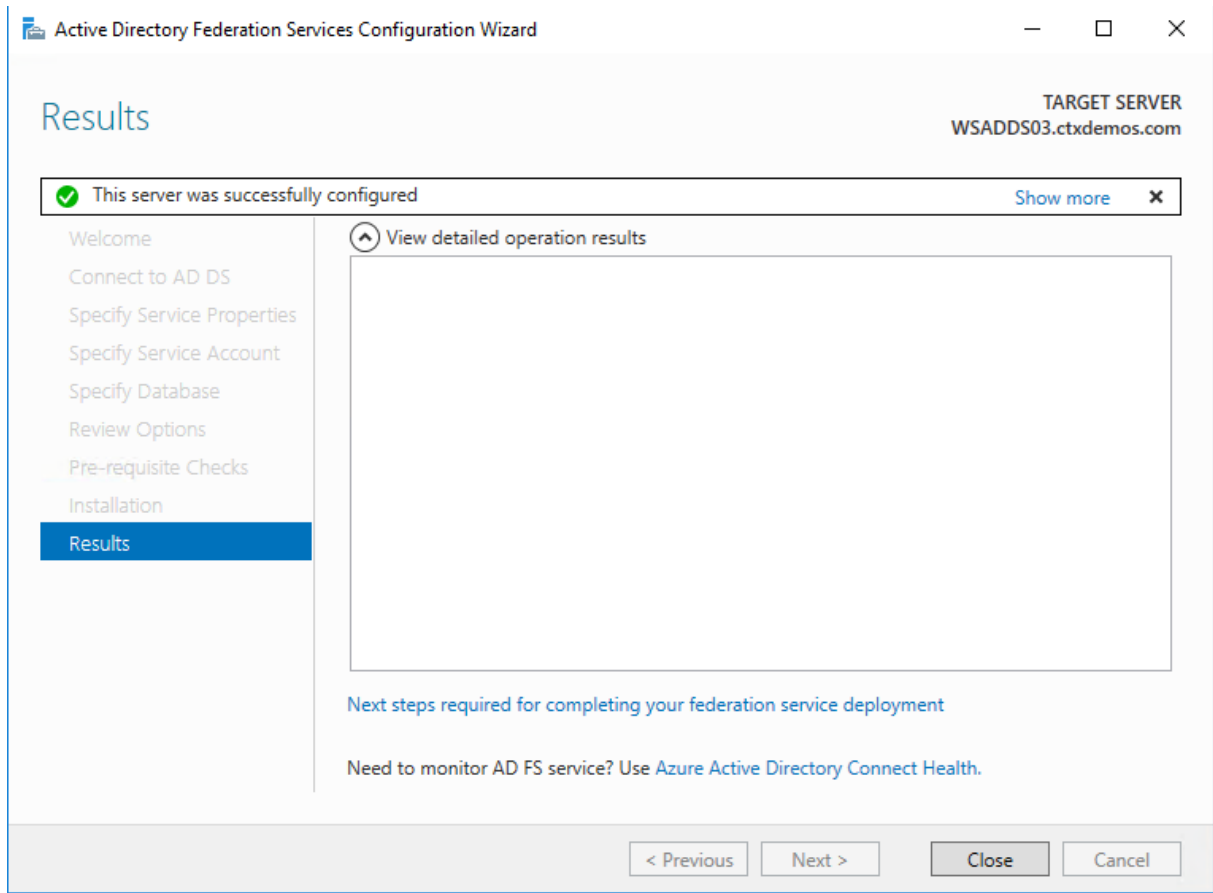 Active Directory Federation Services Configuration Wizard
Results
TARGET SERVER
WSADDS03.ctxdemos.com
This server was successfully configured
Show more
Welcome
Connect to AD DS
Specify Service Properties
Specify Service Account
Specify Database
Review Options
Pre-requisite Checks
Installation
Results
View detailed operation results
Next steps required for completing your federation service deployment
Need to monitor AD FS service? Use Azure Active Directory Connect Health.
< Previous
Next >
Close
Cancel